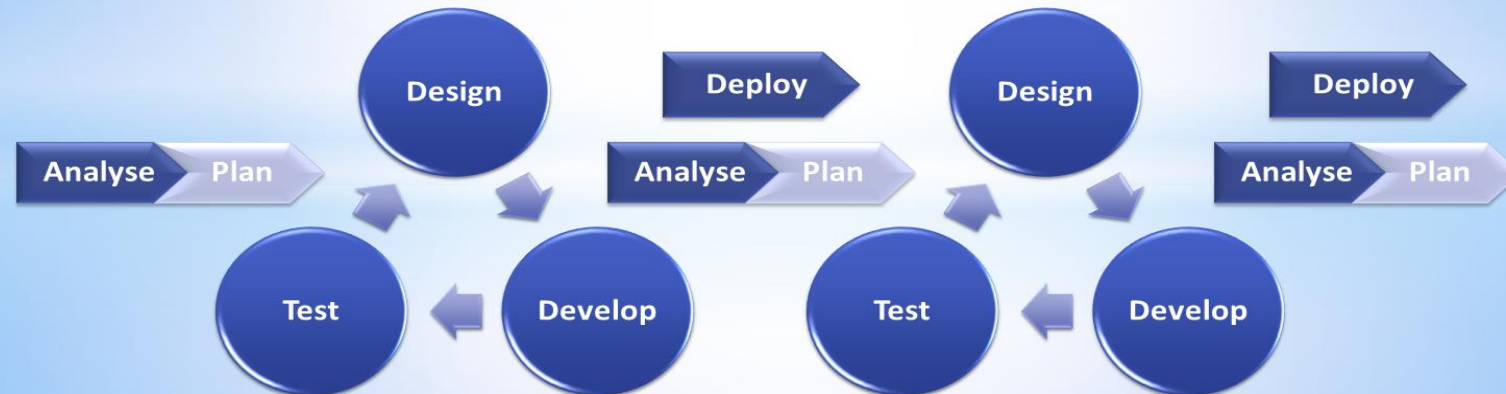 Design
Deploy
Design
Deploy
Analyse Plan
Analyse Plan
Analyse Plan
Test
Develop
Test
Develop